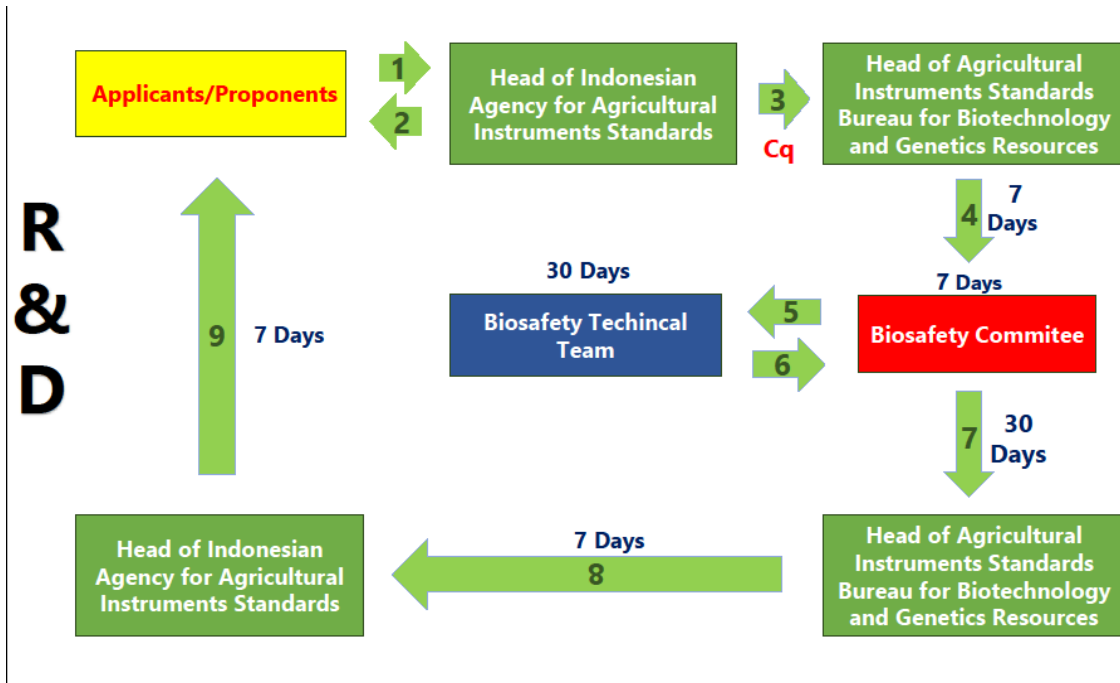 Applicants/Proponents
1
2
Head of Indonesian
Agency for Agricultural
Instruments Standards
3
Cq
Head of Agricultural
Instruments Standards
Bureau for Biotechnology
and Genetics Resources
4
7
Days
R
&
D
30 Days
Biosafety Techincal
Team
5
6
7 Days
Biosafety Commitee
9
7 Days
7
30
Days
Head of Indonesian
Agency for Agricultural
Instruments Standards
7 Days
8
Head of Agricultural
Instruments Standards
Bureau for Biotechnology
and Genetics Resources